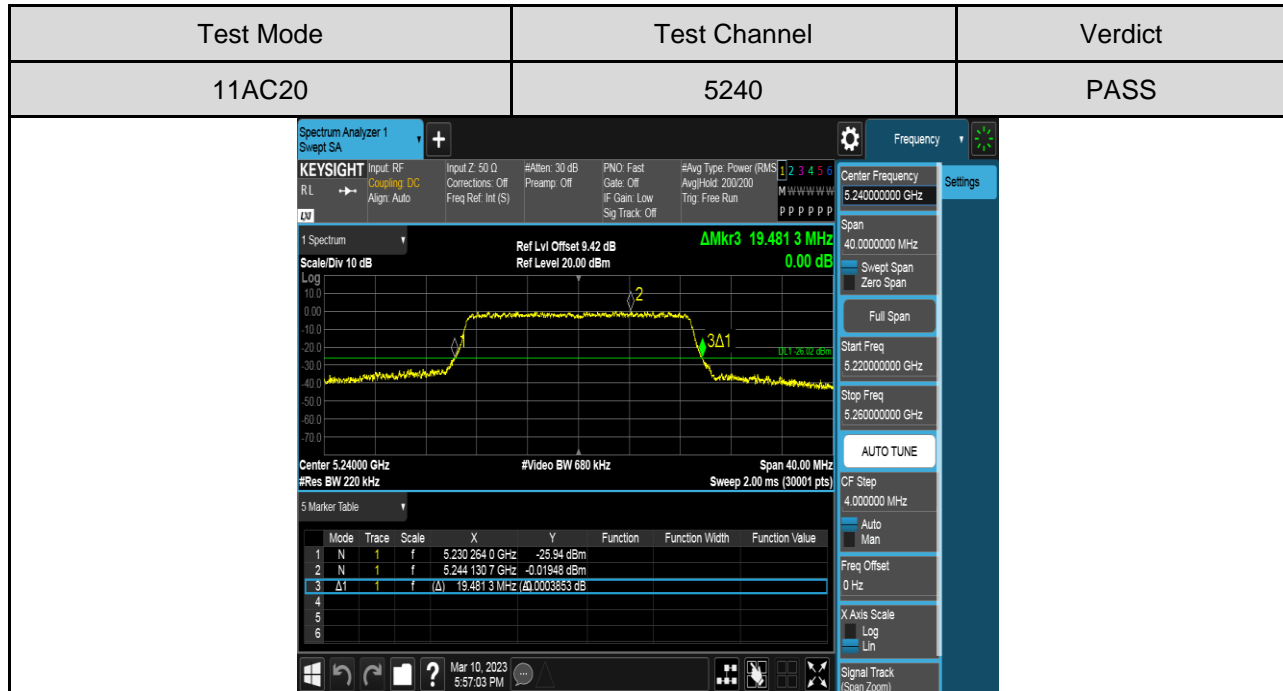 Test Mode Test Channel Verdict
11AC20 5240 PASS
Spectrum Analyzer 1
Swept SA
+
Frequency
Settings
KEYSIGHT
RL
LXI
Input: RF
Coupling: DC
Align: Auto
Input Z: 50 Ω
Corrections: Off
Freq Ref: Int (S)
#Atten: 30 dB
Preamp: Off
PNO: Fast
Gate: Off
IF Gain: Low
Sig Track: Off
#Avg Type: Power (RMS
Avg|Hold: 200/200
Trig: Free Run
1 2 3 4 5 6
M W W W W W
P P P P P P
1 Spectrum
Scale/Div 10 dB
Ref Lvl Offset 9.42 dB
Ref Level 20.00 dBm
ΔMkr3 19.481 3 MHz
0.00 dB
Log
10.0
0.00
-10.0
-20.0
-30.0
-40.0
-50.0
-60.0
-70.0
1
2
3Δ1
DL1 -26.02 dBm
Center 5.24000 GHz #Video BW 680 kHz Span 40.00 MHz
#Res BW 220 kHz Sweep 2.00 ms (30001 pts)
5 Marker Table
Mode Trace Scale X Y Function Function Width Function Value
1 N 1 f 5.230 264 0 GHz -25.94 dBm
2 N 1 f 5.244 130 7 GHz -0.01948 dBm
3 Δ1 1 f (Δ) 19.481 3 MHz (Δ) 0.0003853 dB
4
5
6
Center Frequency
5.240000000 GHz
Span
40.0000000 MHz
Swept Span
Zero Span
Full Span
Start Freq
5.220000000 GHz
Stop Freq
5.260000000 GHz
AUTO TUNE
CF Step
4.000000 MHz
Auto
Man
Freq Offset
0 Hz
X Axis Scale
Log
Lin
Signal Track
(Span Zoom)
?
Mar 10, 2023
5:57:03 PM